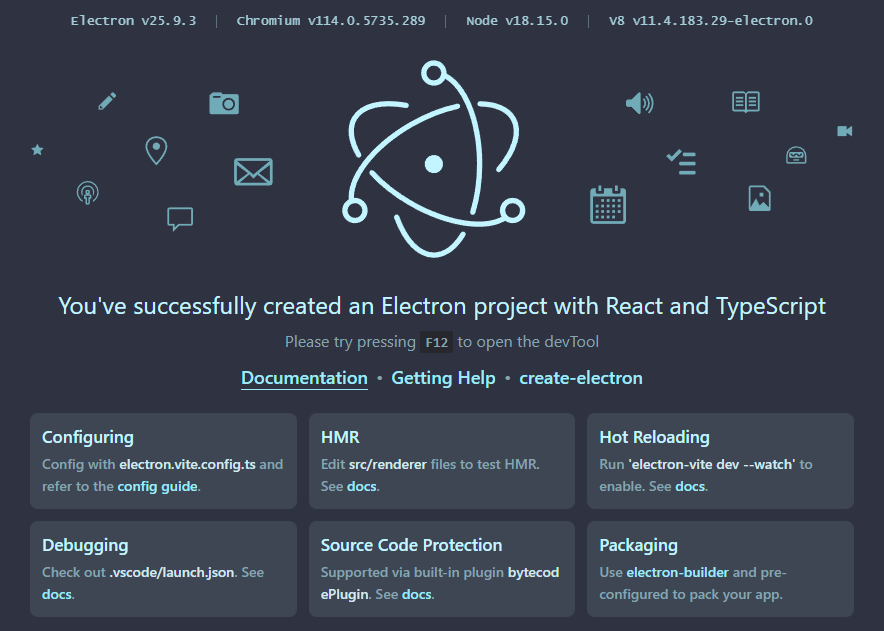 Electron v25.9.3 | Chromium v114.0.5735.289 | Node v18.15.0 | V8 v11.4.183.29-electron.0
You've successfully created an Electron project with React and TypeScript
Please try pressing F12 to open the devTool
Documentation • Getting Help • create-electron
Configuring
Config with electron.vite.config.ts and
refer to the config guide.
HMR
Edit src/renderer files to test HMR.
See docs.
Hot Reloading
Run 'electron-vite dev --watch' to
enable. See docs.
Debugging
Check out .vscode/launch.json. See
docs.
Source Code Protection
Supported via built-in plugin bytecod
ePlugin. See docs.
Packaging
Use electron-builder and pre-
configured to pack your app.